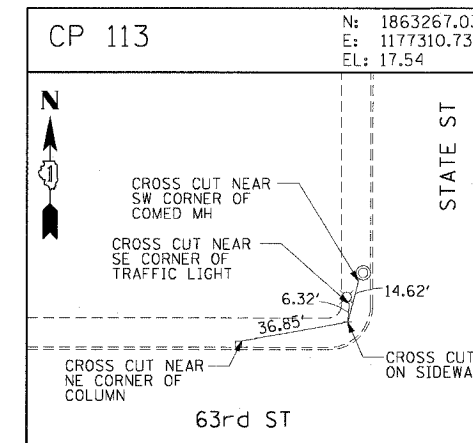 CP 113
N: 1863267.03
E: 1177310.73
EL: 17.54
N
1
STATE ST
CROSS CUT NEAR
SW CORNER OF
COMED MH
CROSS CUT NEAR
SE CORNER OF
TRAFFIC LIGHT
6.32'
14.62'
36.85'
CROSS CUT NEAR
NE CORNER OF
COLUMN
CROSS CUT
ON SIDEWA
63rd ST